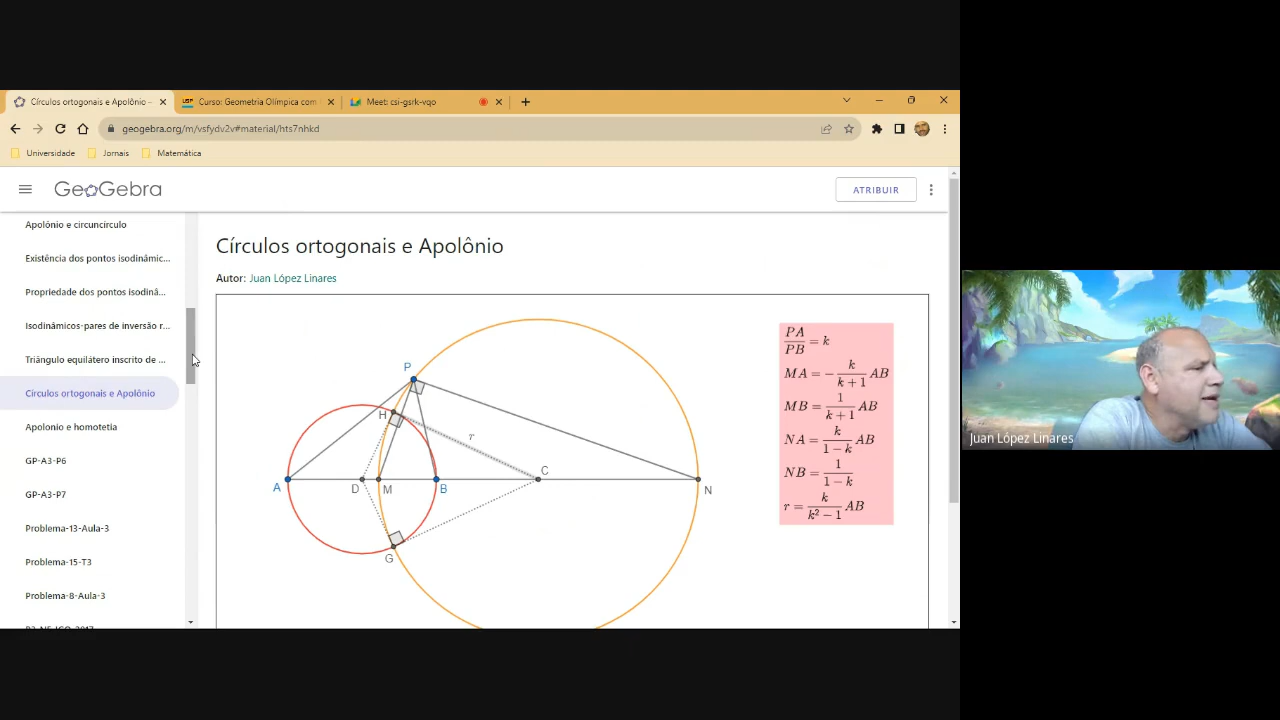 Círculos ortogonais e Apolônio –
USP Curso: Geometria Olímpica com
Meet: csi-gsrk-vqo
geogebra.org/m/vsfydv2v#material/hts7nhkd
Universidade
Jornais
Matemática
GeoGebra
ATRIBUIR
Apolônio e circuncírculo
Existência dos pontos isodinâmic...
Propriedade dos pontos isodinâ...
Isodinâmicos-pares de inversão r...
Triângulo equilátero inscrito de ...
Círculos ortogonais e Apolônio
Apolonio e homotetia
GP-A3-P6
GP-A3-P7
Problema-13-Aula-3
Problema-15-T3
Problema-8-Aula-3
Círculos ortogonais e Apolônio
Autor: Juan López Linares
P
H
r
A
D
M
B
C
N
G
PA/PB = k
MA = −k/(k+1) AB
MB = 1/(k+1) AB
NA = k/(1−k) AB
NB = 1/(1−k)
r = k/(k²−1) AB
Juan López Linares